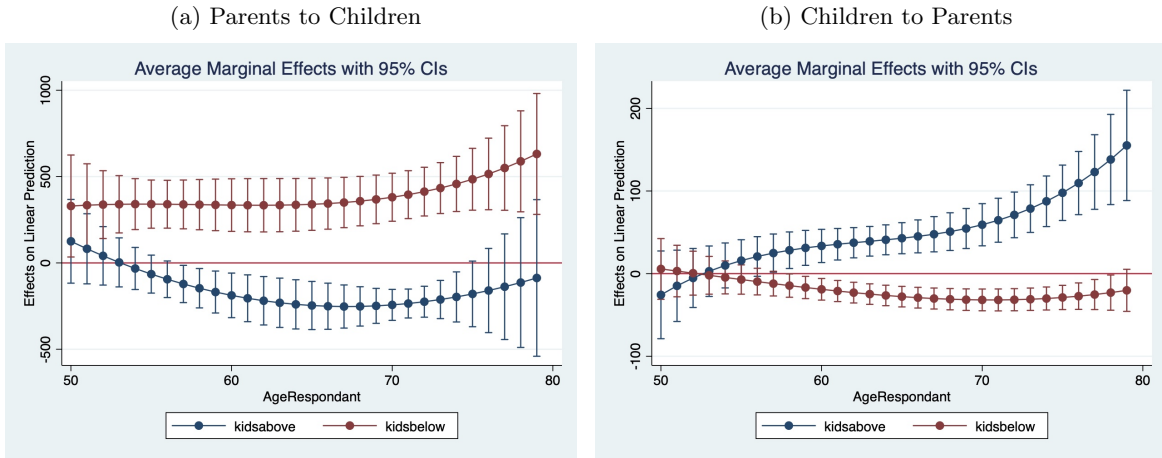 (a) Parents to Children
Average Marginal Effects with 95% CIs
Effects on Linear Prediction
1000
500
0
-500
50 60 70 80
AgeRespondant
kidsabove kidsbelow
(b) Children to Parents
Average Marginal Effects with 95% CIs
Effects on Linear Prediction
200
100
0
-100
50 60 70 80
AgeRespondant
kidsabove kidsbelow